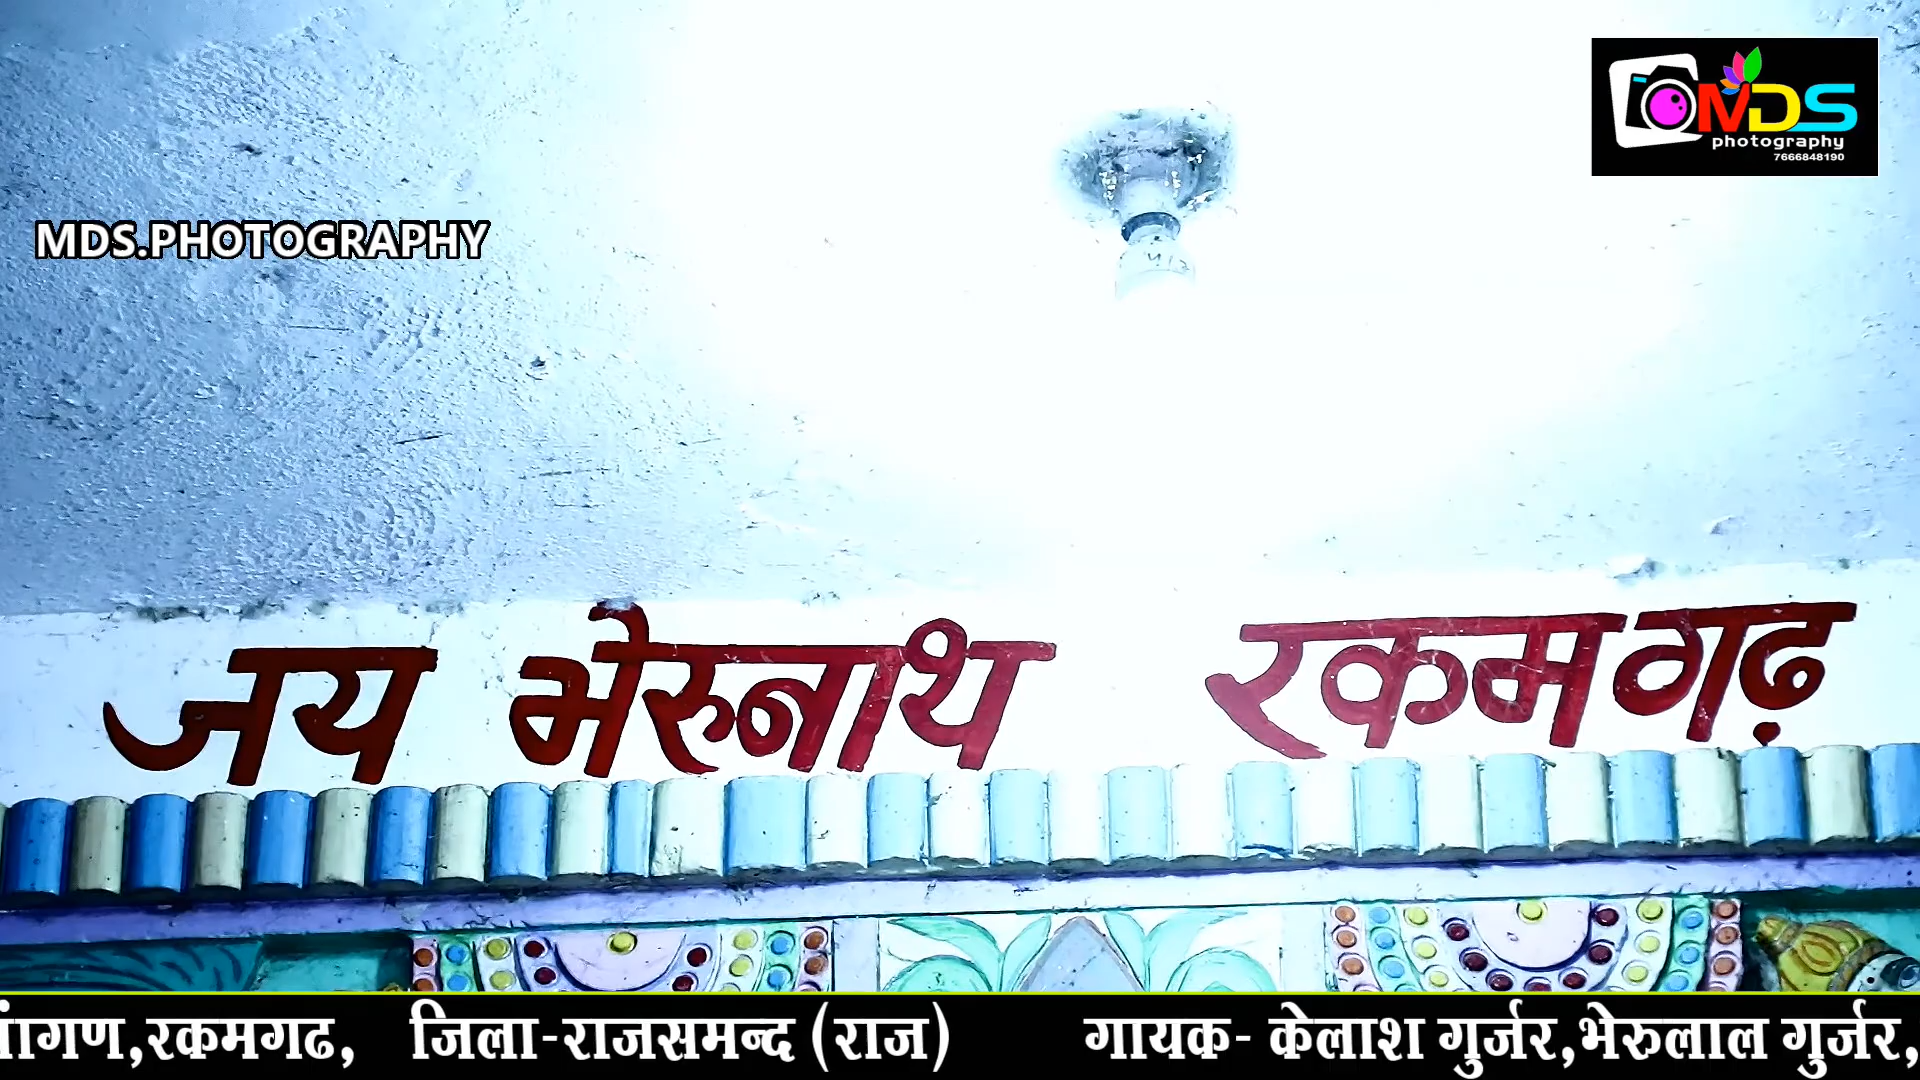 MDS
photography
7666848190
MDS.PHOTOGRAPHY
जय भेरुनाथ रकमगढ़
ांगण,रकमगढ, जिला-राजसमन्द (राज) गायक- केलाश गुर्जर,भेरुलाल गुर्जर,